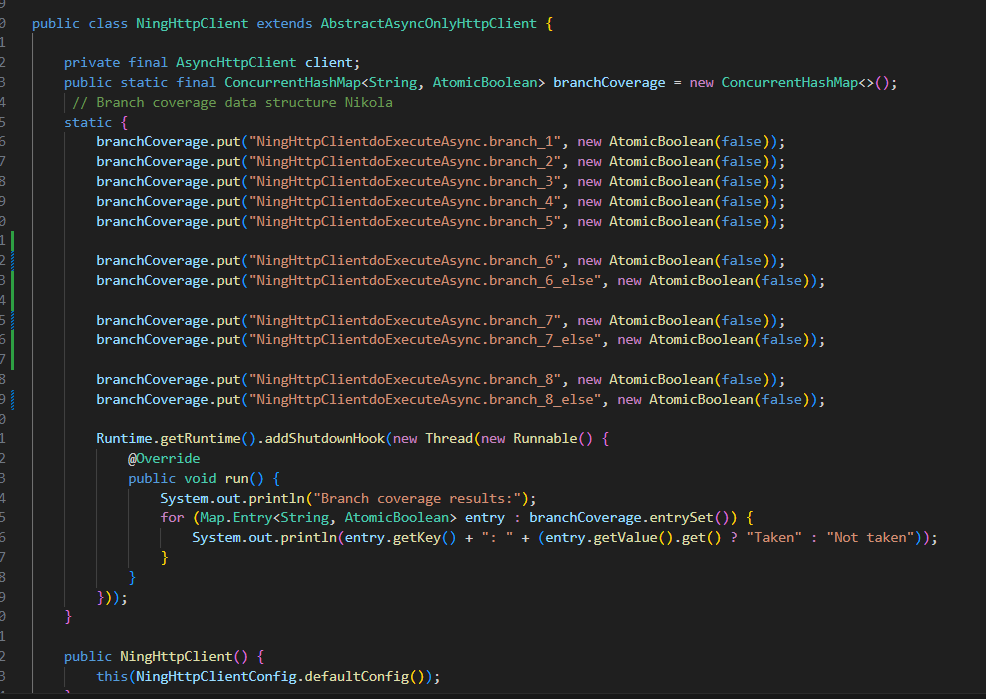 public class NingHttpClient extends AbstractAsyncOnlyHttpClient {
private final AsyncHttpClient client;
public static final ConcurrentHashMap<String, AtomicBoolean> branchCoverage = new ConcurrentHashMap<>();
// Branch coverage data structure Nikola
static {
branchCoverage.put("NingHttpClientdoExecuteAsync.branch_1", new AtomicBoolean(false));
branchCoverage.put("NingHttpClientdoExecuteAsync.branch_2", new AtomicBoolean(false));
branchCoverage.put("NingHttpClientdoExecuteAsync.branch_3", new AtomicBoolean(false));
branchCoverage.put("NingHttpClientdoExecuteAsync.branch_4", new AtomicBoolean(false));
branchCoverage.put("NingHttpClientdoExecuteAsync.branch_5", new AtomicBoolean(false));
branchCoverage.put("NingHttpClientdoExecuteAsync.branch_6", new AtomicBoolean(false));
branchCoverage.put("NingHttpClientdoExecuteAsync.branch_6_else", new AtomicBoolean(false));
branchCoverage.put("NingHttpClientdoExecuteAsync.branch_7", new AtomicBoolean(false));
branchCoverage.put("NingHttpClientdoExecuteAsync.branch_7_else", new AtomicBoolean(false));
branchCoverage.put("NingHttpClientdoExecuteAsync.branch_8", new AtomicBoolean(false));
branchCoverage.put("NingHttpClientdoExecuteAsync.branch_8_else", new AtomicBoolean(false));
Runtime.getRuntime().addShutdownHook(new Thread(new Runnable() {
@Override
public void run() {
System.out.println("Branch coverage results:");
for (Map.Entry<String, AtomicBoolean> entry : branchCoverage.entrySet()) {
System.out.println(entry.getKey() + ": " + (entry.getValue().get() ? "Taken" : "Not taken"));
}
}
}));
}
public NingHttpClient() {
this(NingHttpClientConfig.defaultConfig());